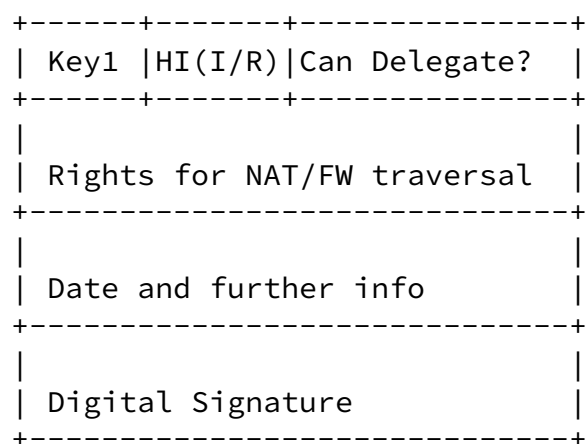 +------+-------+---------------+
| Key1 |HI(I/R)|Can Delegate?  |
+------+-------+---------------+
|                              |
| Rights for NAT/FW traversal  |
+------------------------------+
|                              |
| Date and further info        |
+------------------------------+
|                              |
| Digital Signature            |
+------------------------------+